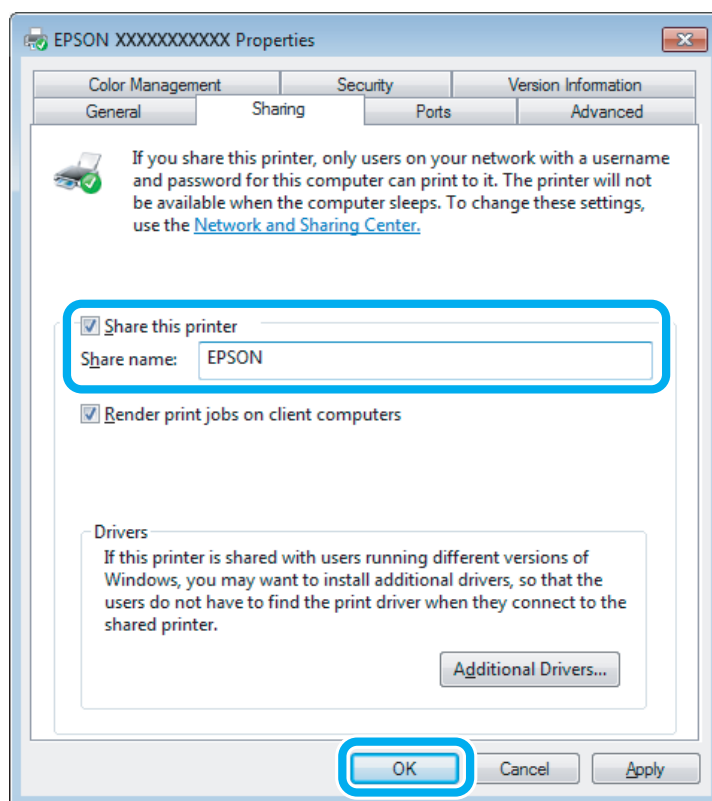 EPSON XXXXXXXXXXX Properties
Color Management Security Version Information
General Sharing Ports Advanced
If you share this printer, only users on your network with a username
and password for this computer can print to it. The printer will not
be available when the computer sleeps. To change these settings,
use the Network and Sharing Center.
Share this printer
Share name: EPSON
Render print jobs on client computers
Drivers
If this printer is shared with users running different versions of
Windows, you may want to install additional drivers, so that the
users do not have to find the print driver when they connect to the
shared printer.
Additional Drivers...
OK Cancel Apply